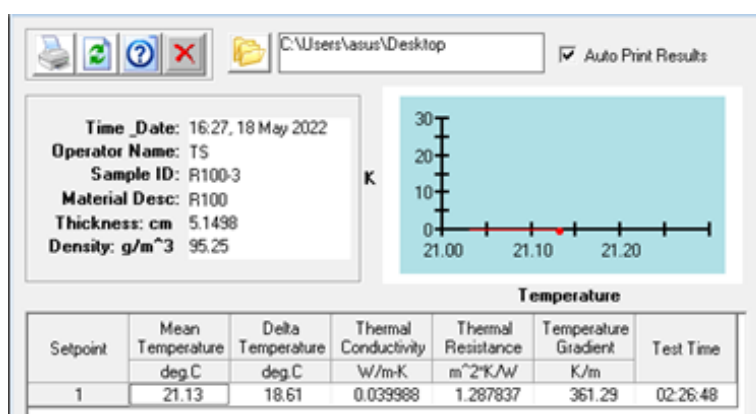 C:\Users\asus\Desktop
Auto Print Results
Time _Date: 16:27, 18 May 2022
Operator Name: TS
Sample ID: R100-3
Material Desc: R100
Thickness: cm 5.1498
Density: g/m^3 95.25
K
30
20
10
0
21.00 21.10 21.20
Temperature
Setpoint Mean Temperature Delta Temperature Thermal Conductivity Thermal Resistance Temperature Gradient Test Time
deg.C deg.C W/m-K m^2*K/W K/m
1 21.13 18.61 0.039988 1.287837 361.29 02:26:48